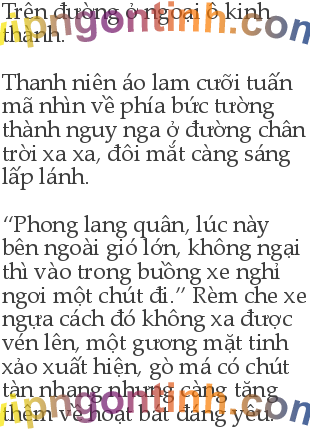 Trên đường ở ngoại ô kinh
thành.
Thanh niên áo lam cưỡi tuấn
mã nhìn về phía bức tường
thành nguy nga ở đường chân
trời xa xa, đôi mắt càng sáng
lấp lánh.
“Phong lang quân, lúc này
bên ngoài gió lớn, không ngại
thì vào trong buồng xe nghỉ
ngơi một chút đi.” Rèm che xe
ngựa cách đó không xa được
vén lên, một gương mặt tinh
xảo xuất hiện, gò má có chút
tàn nhang nhưng càng tăng
thêm vẻ hoạt bát đáng yêu.